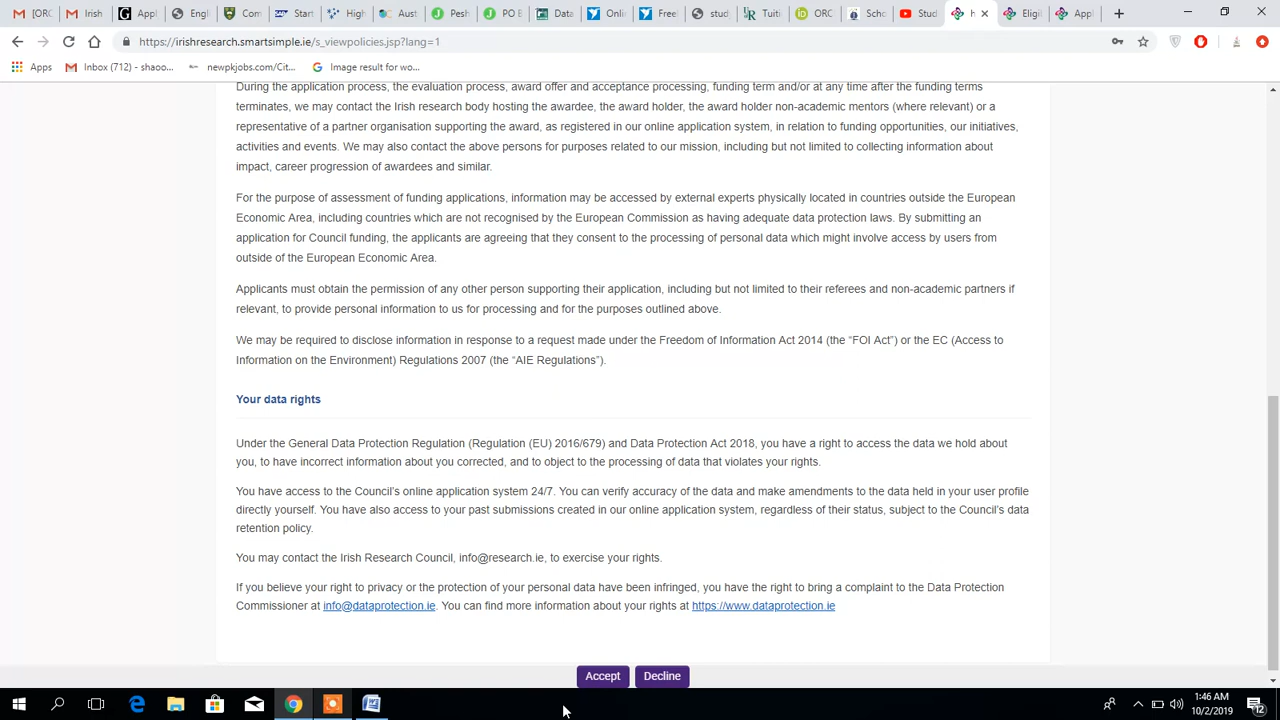 [ORC
Irish
App
Engl
Com
Start
High
Aust
Pesh
PO B
Data
Onli
Free
stud
Tuiti
ORC
Scho
Stud
h
Eligil
Appl
https://irishresearch.smartsimple.ie/s_viewpolicies.jsp?lang=1
Apps
Inbox (712) - shaoo...
newpkjobs.com/Cit...
Image result for wo...
During the application process, the evaluation process, award offer and acceptance processing, funding term and/or at any time after the funding terms
terminates, we may contact the Irish research body hosting the awardee, the award holder, the award holder non-academic mentors (where relevant) or a
representative of a partner organisation supporting the award, as registered in our online application system, in relation to funding opportunities, our initiatives,
activities and events. We may also contact the above persons for purposes related to our mission, including but not limited to collecting information about
impact, career progression of awardees and similar.
For the purpose of assessment of funding applications, information may be accessed by external experts physically located in countries outside the European
Economic Area, including countries which are not recognised by the European Commission as having adequate data protection laws. By submitting an
application for Council funding, the applicants are agreeing that they consent to the processing of personal data which might involve access by users from
outside of the European Economic Area.
Applicants must obtain the permission of any other person supporting their application, including but not limited to their referees and non-academic partners if
relevant, to provide personal information to us for processing and for the purposes outlined above.
We may be required to disclose information in response to a request made under the Freedom of Information Act 2014 (the “FOI Act”) or the EC (Access to
Information on the Environment) Regulations 2007 (the “AIE Regulations”).
Your data rights
Under the General Data Protection Regulation (Regulation (EU) 2016/679) and Data Protection Act 2018, you have a right to access the data we hold about
you, to have incorrect information about you corrected, and to object to the processing of data that violates your rights.
You have access to the Council’s online application system 24/7. You can verify accuracy of the data and make amendments to the data held in your user profile
directly yourself. You have also access to your past submissions created in our online application system, regardless of their status, subject to the Council’s data
retention policy.
You may contact the Irish Research Council, info@research.ie, to exercise your rights.
If you believe your right to privacy or the protection of your personal data have been infringed, you have the right to bring a complaint to the Data Protection
Commissioner at info@dataprotection.ie. You can find more information about your rights at https://www.dataprotection.ie
Accept
Decline
1:46 AM
10/2/2019
12